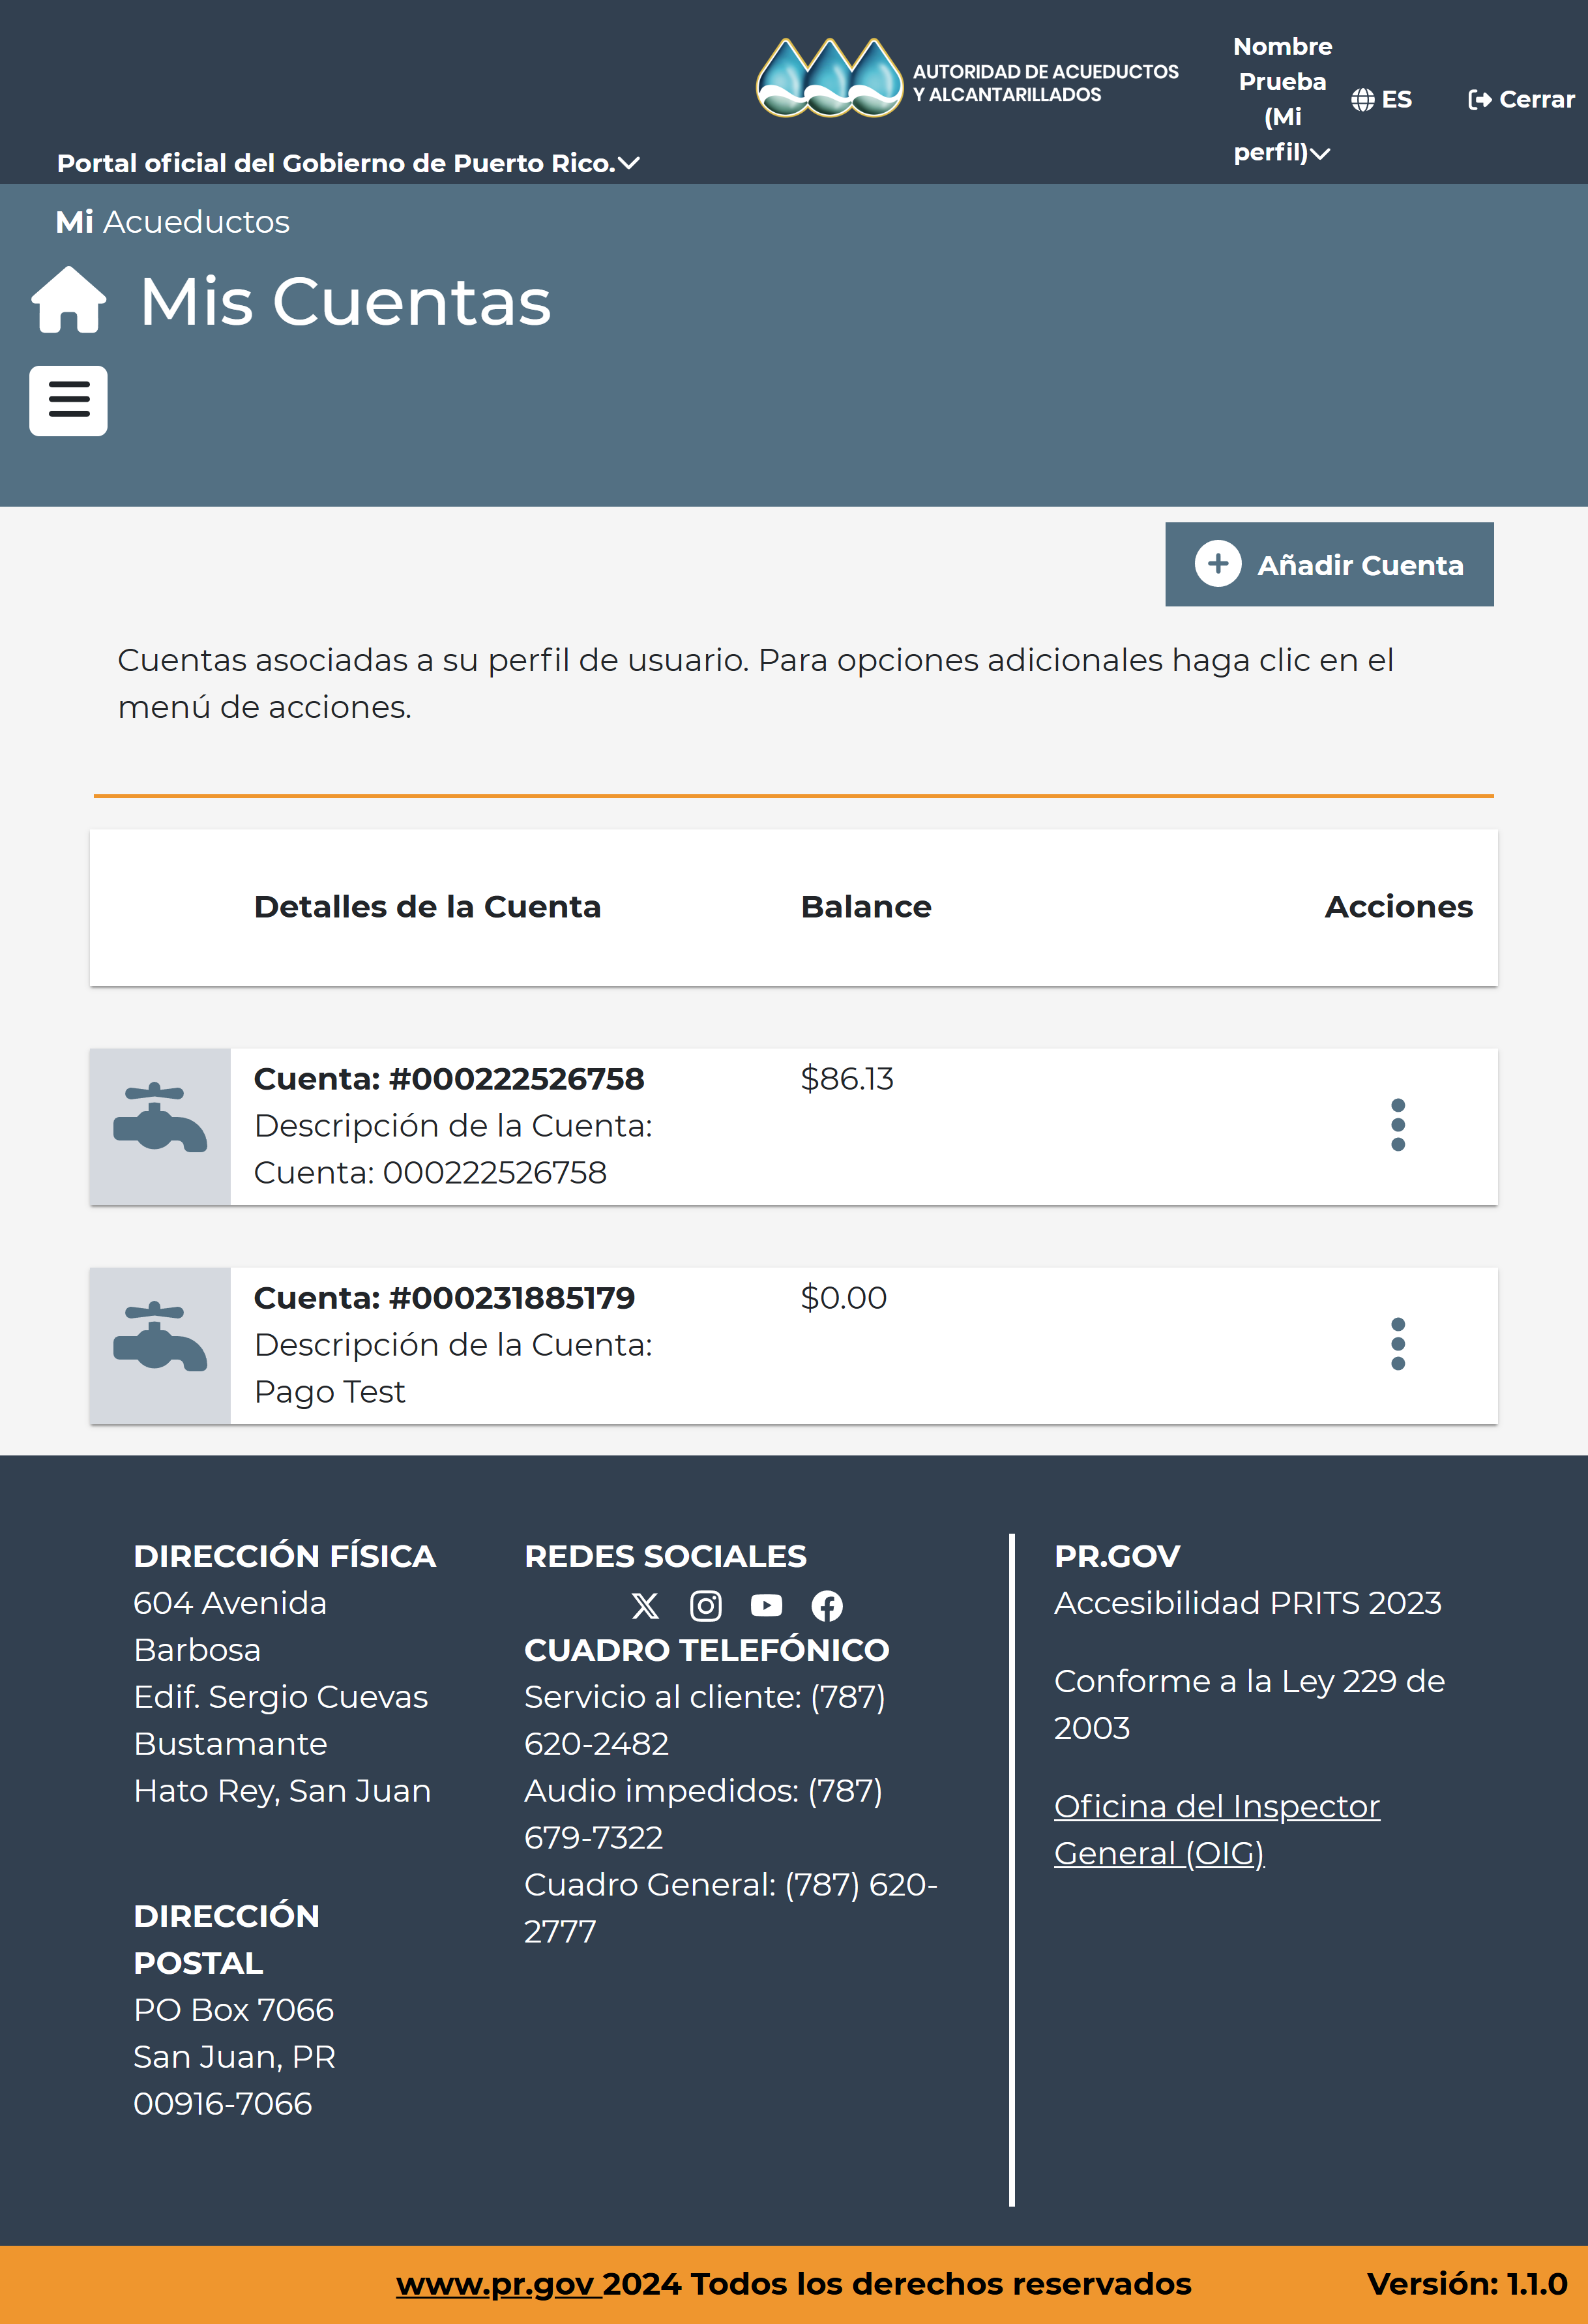 AUTORIDAD DE ACUEDUCTOS
Y ALCANTARILLADOS
Nombre
Prueba
(Mi
perfil)
ES
Cerrar
Portal oficial del Gobierno de Puerto Rico.
Mi Acueductos
Mis Cuentas
Añadir Cuenta
Cuentas asociadas a su perfil de usuario. Para opciones adicionales haga clic en el
menú de acciones.
Detalles de la Cuenta
Balance
Acciones
Cuenta: #000222526758
$86.13
Descripción de la Cuenta:
Cuenta: 000222526758
Cuenta: #000231885179
$0.00
Descripción de la Cuenta:
Pago Test
DIRECCIÓN FÍSICA
604 Avenida
Barbosa
Edif. Sergio Cuevas
Bustamante
Hato Rey, San Juan
DIRECCIÓN
POSTAL
PO Box 7066
San Juan, PR
00916-7066
REDES SOCIALES
CUADRO TELEFÓNICO
Servicio al cliente: (787)
620-2482
Audio impedidos: (787)
679-7322
Cuadro General: (787) 620-
2777
PR.GOV
Accesibilidad PRITS 2023
Conforme a la Ley 229 de
2003
Oficina del Inspector
General (OIG)
www.pr.gov 2024 Todos los derechos reservados
Versión: 1.1.0